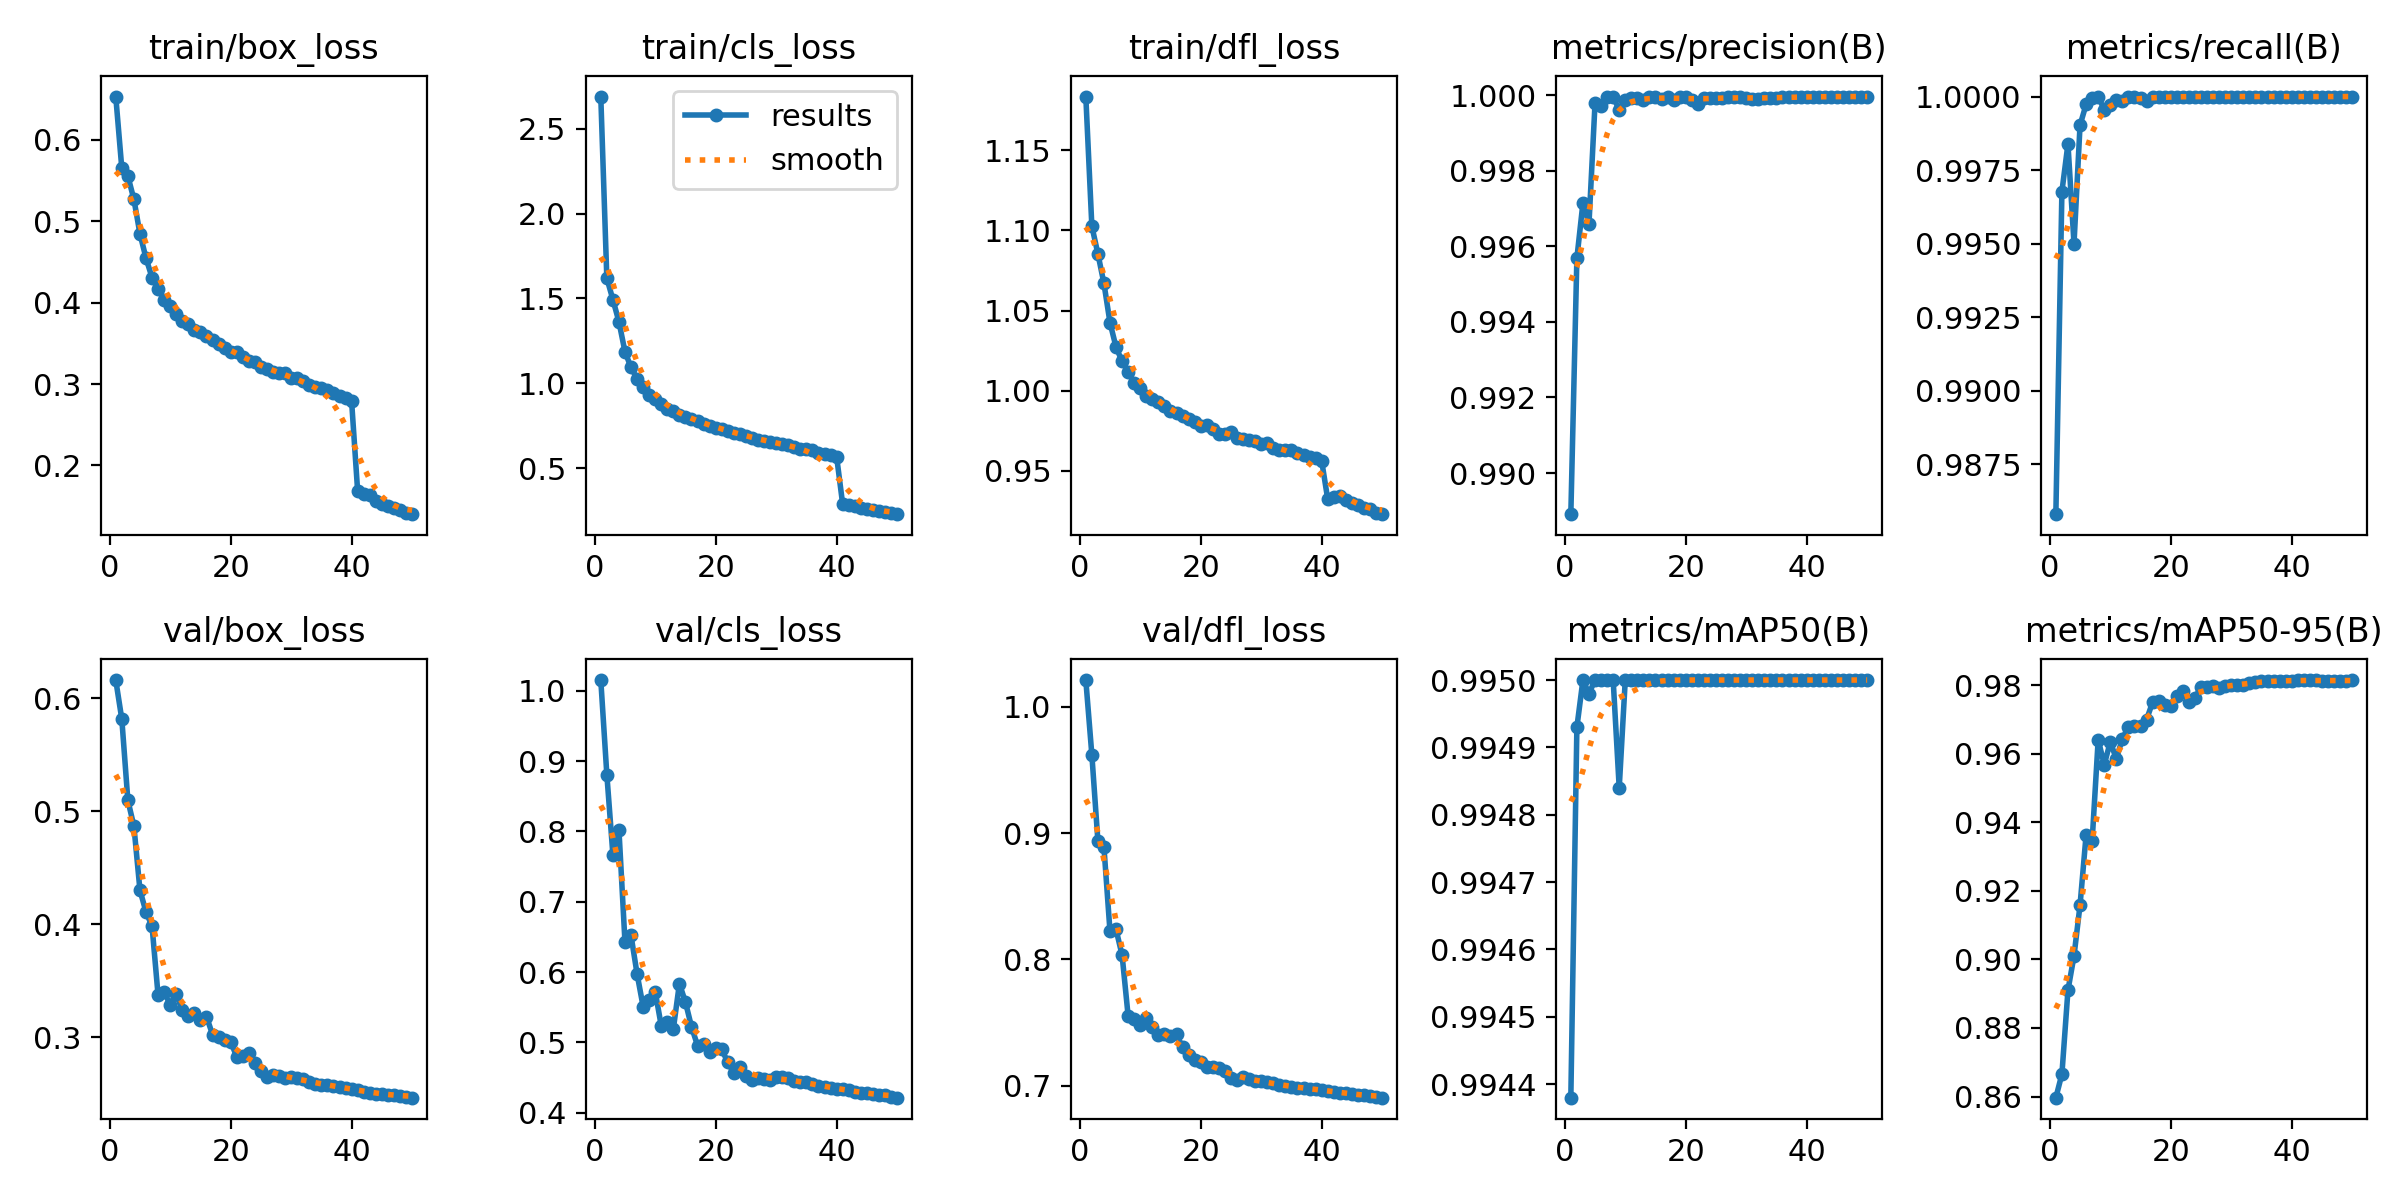 train/box_loss
0.6
0.5
0.4
0.3
0.2
0 20 40
train/cls_loss
results
smooth
2.5
2.0
1.5
1.0
0.5
0 20 40
train/dfl_loss
1.15
1.10
1.05
1.00
0.95
0 20 40
metrics/precision(B)
1.000
0.998
0.996
0.994
0.992
0.990
0 20 40
metrics/recall(B)
1.0000
0.9975
0.9950
0.9925
0.9900
0.9875
0 20 40
val/box_loss
0.6
0.5
0.4
0.3
0 20 40
val/cls_loss
1.0
0.9
0.8
0.7
0.6
0.5
0.4
0 20 40
val/dfl_loss
1.0
0.9
0.8
0.7
0 20 40
metrics/mAP50(B)
0.9950
0.9949
0.9948
0.9947
0.9946
0.9945
0.9944
0 20 40
metrics/mAP50-95(B)
0.98
0.96
0.94
0.92
0.90
0.88
0.86
0 20 40